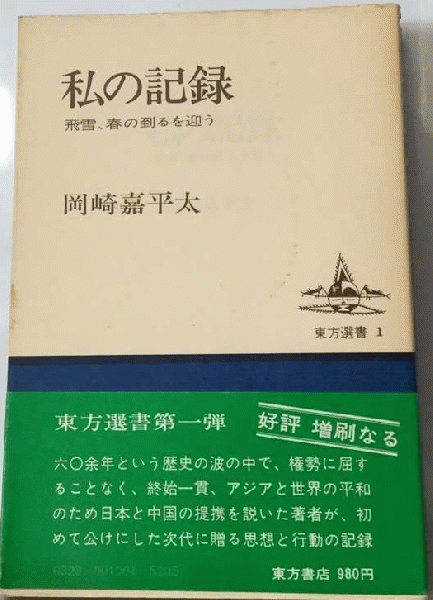 私の記録
飛雪、春の到るを迎う
岡崎嘉平太
東方選書 1
東方選書第一弾
好評 増刷なる
六〇余年という歴史の波の中で、権勢に屈す
ることなく、終始一貫、アジアと世界の平和
のため日本と中国の提携を説いた著者が、初
めて公けにした次代に贈る思想と行動の記録
東方書店 980円